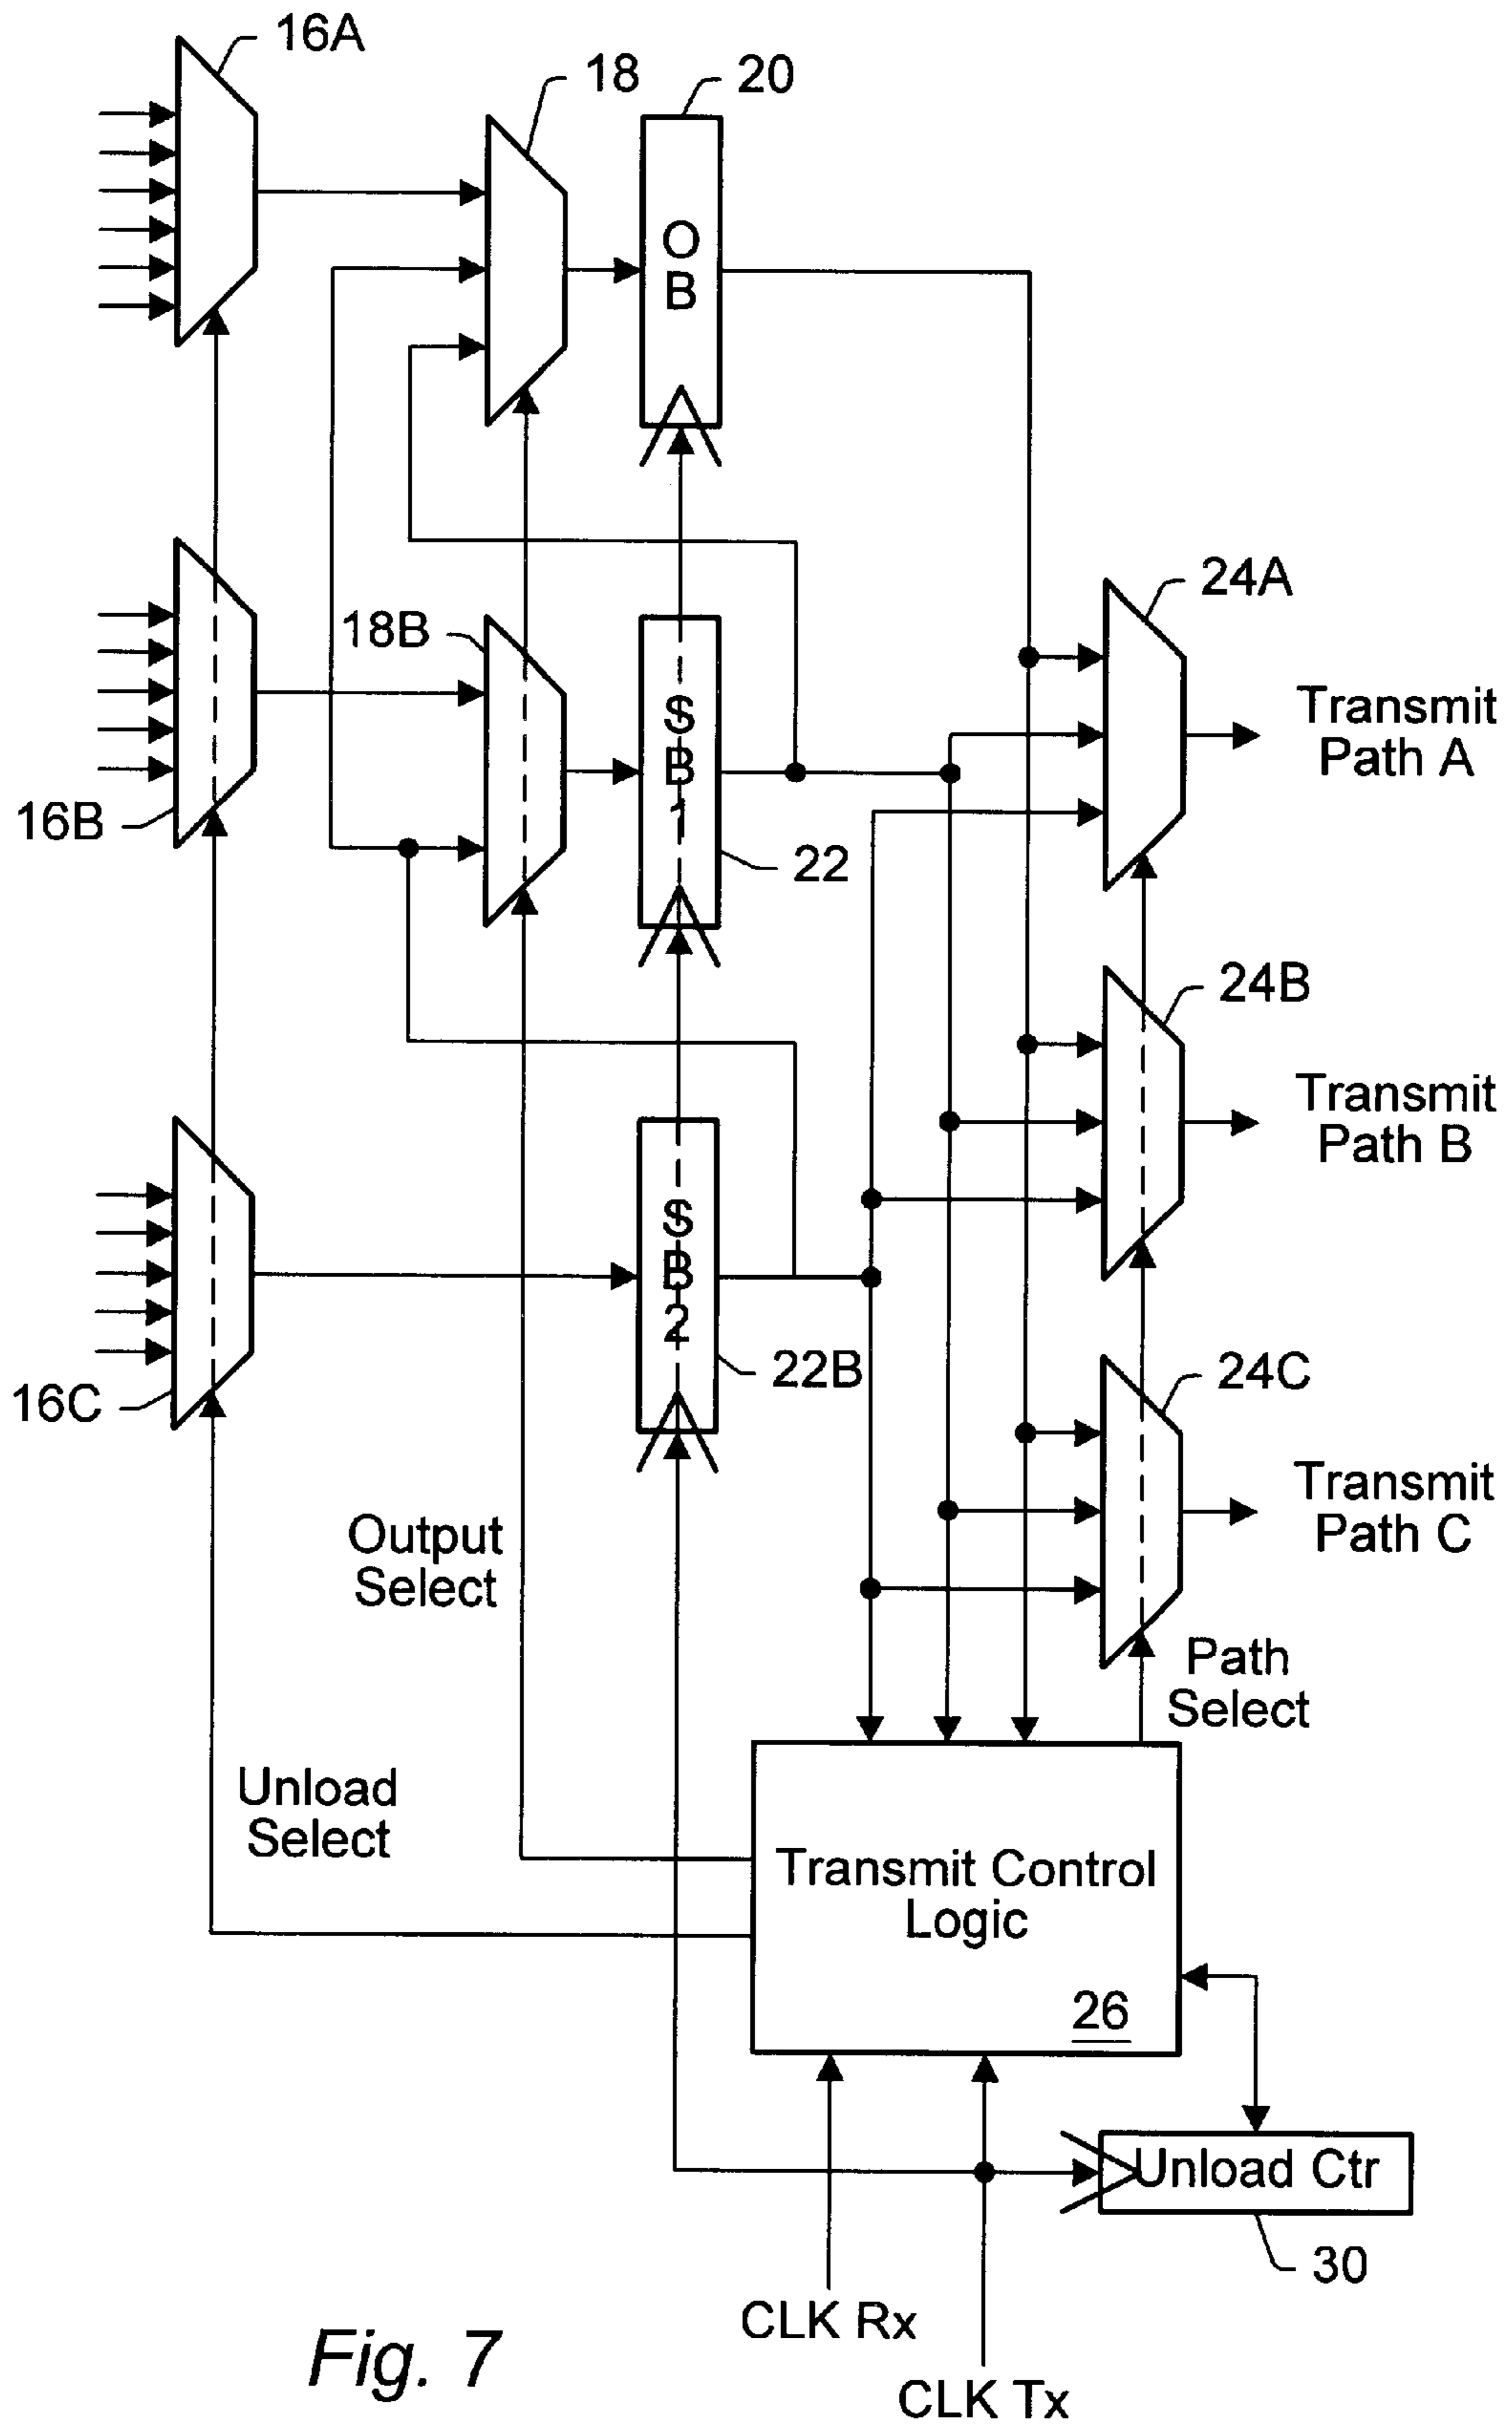 16A
18
20
O
B
18B
S
B
1
24A
Transmit
Path A
16B
22
24B
Transmit
Path B
S
B
2
22B
24C
16C
Transmit
Path C
Output
Select
Path
Select
Unload
Select
Transmit Control
Logic
26
Unload Ctr
30
CLK Rx
CLK Tx
Fig. 7